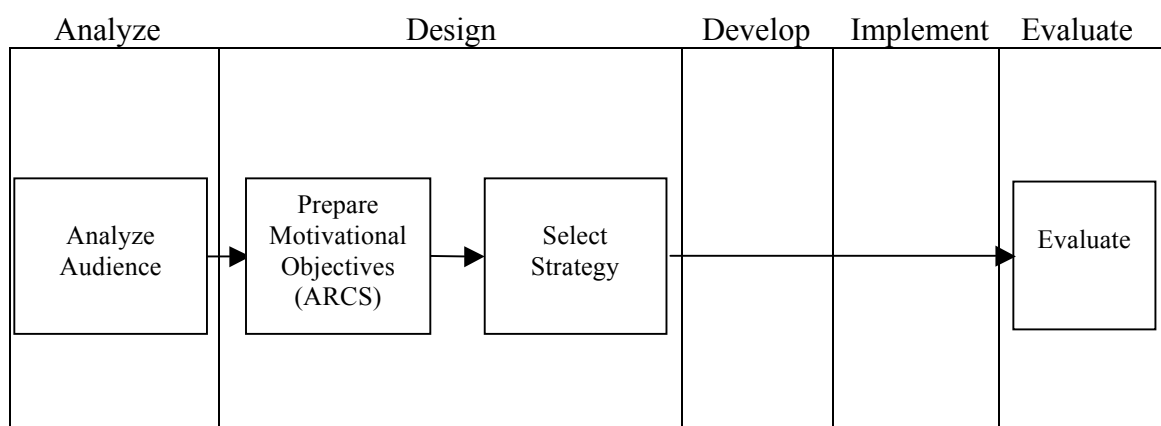 Analyze Design Develop Implement Evaluate
Analyze
Audience
Prepare
Motivational
Objectives
(ARCS)
Select
Strategy
Evaluate